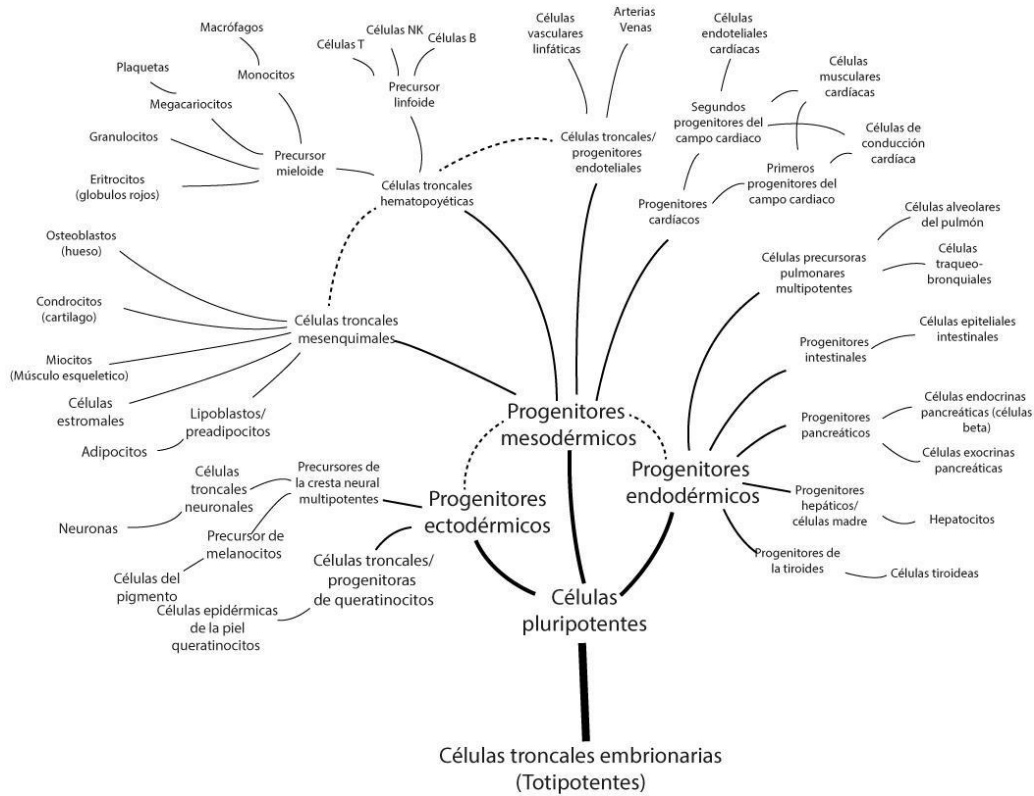 Macrófagos
Células T
Células NK
Células B
Células
vasculares
linfáticas
Arterias
Venas
Células
endoteliales
cardíacas
Células
musculares
cardíacas
Plaquetas
Monocitos
Megacariocitos
Precursor
linfoide
Granulocitos
Precursor
mieloide
Eritrocitos
(globulos rojos)
Células troncales
hematopoyéticas
Células troncales/
progenitores
endoteliales
Segundos
progenitores del
campo cardiaco
Células de
conducción
cardíaca
Primeros
progenitores del
campo cardiaco
Progenitores
cardíacos
Células alveolares
del pulmón
Células
traqueo-
bronquiales
Células precursoras
pulmonares
multipotentes
Osteoblastos
(hueso)
Condrocitos
(cartilago)
Células troncales
mesenquimales
Miocitos
(Músculo esqueletico)
Células
estromales
Lipoblastos/
preadipocitos
Adipocitos
Progenitores
intestinales
Células epiteliales
intestinales
Progenitores
mesodérmicos
Progenitores
pancreáticos
Células endocrinas
pancreáticas (células
beta)
Células exocrinas
pancreáticas
Progenitores
endodérmicos
Progenitores
hepáticos/
células madre
Hepatocitos
Progenitores de
la tiroides
Células tiroideas
Precursores de
la cresta neural
multipotentes
Células
troncales
neuronales
Neuronas
Progenitores
ectodérmicos
Precursor de
melanocitos
Células del
pigmento
Células troncales/
progenitoras
de queratinocitos
Células epidérmicas
de la piel
queratinocitos
Células
pluripotentes
Células troncales embrionarias
(Totipotentes)